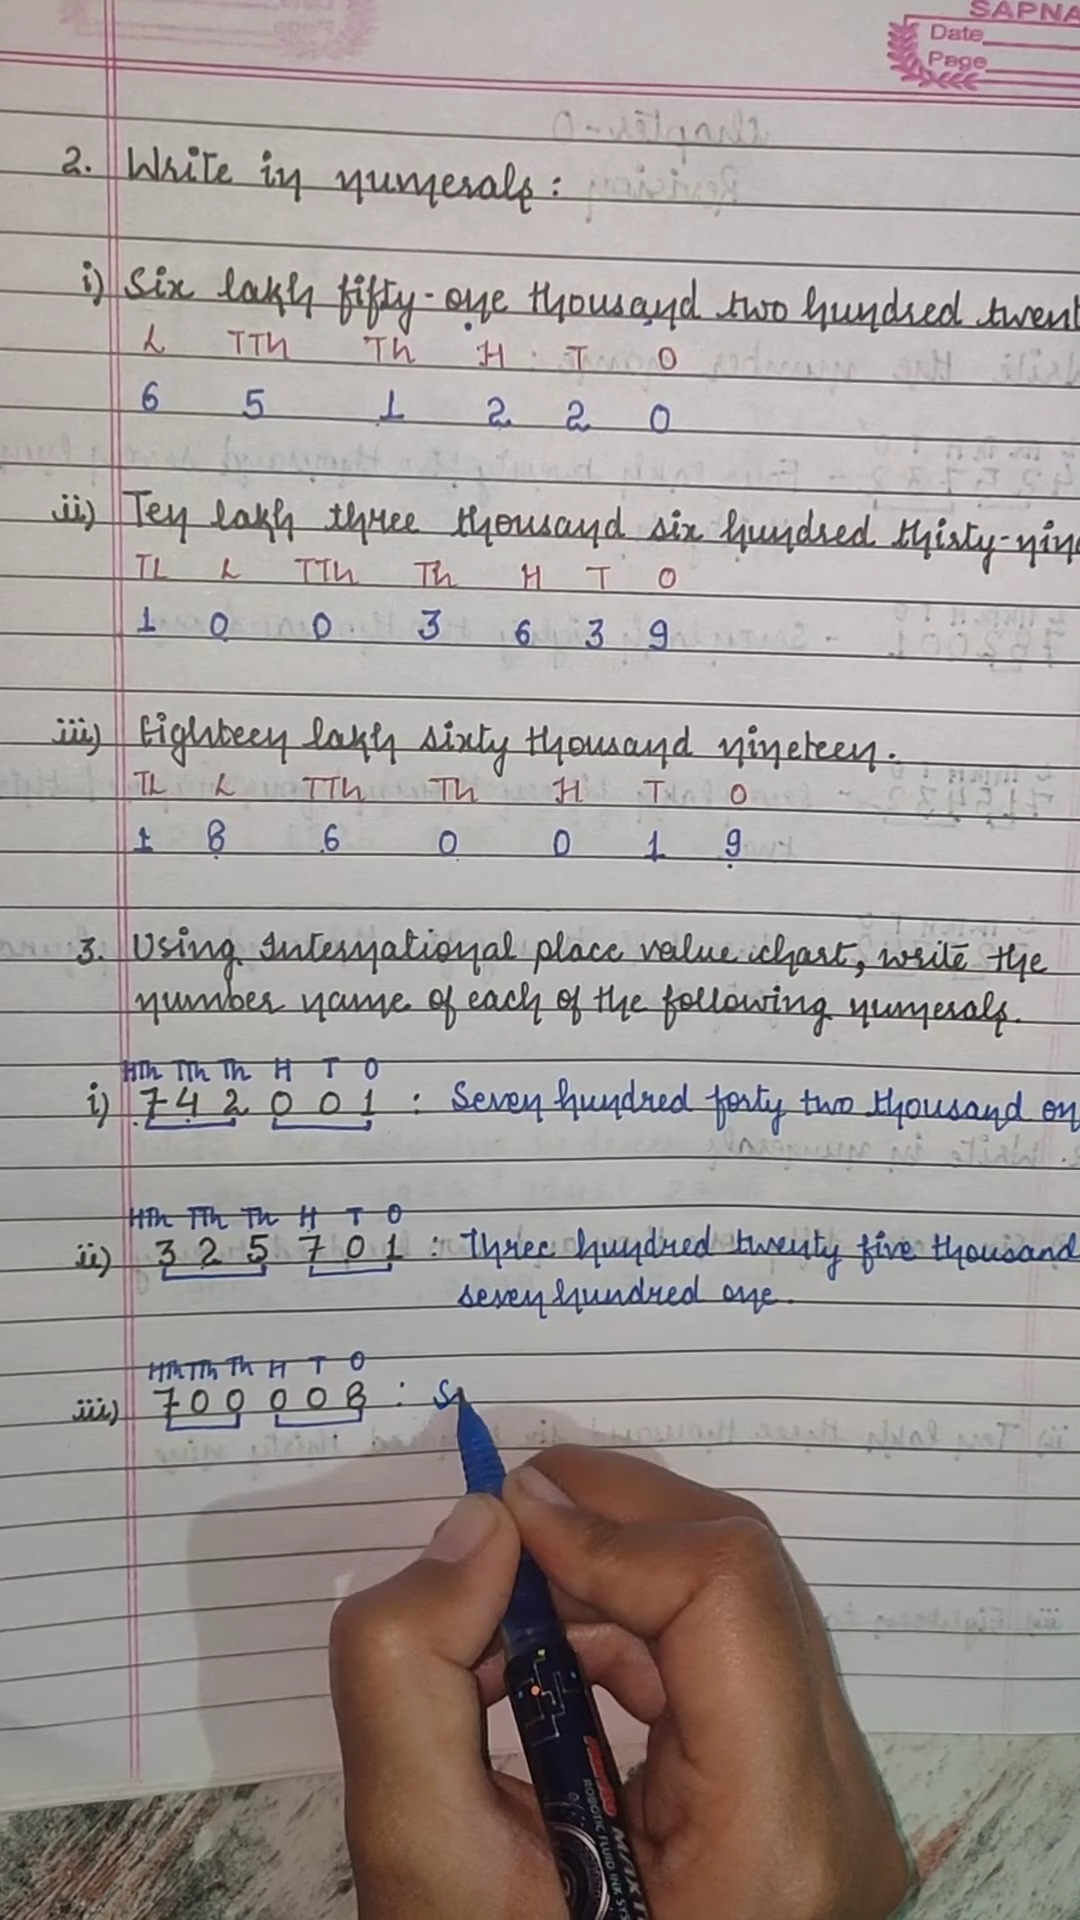 SAPNA
Date
Page
2. Write in numerals:
i) Six lakh fifty-one thousand two hundred twent
L TTh Th H T O
6 5 1 2 2 0
ii) Ten lakh three thousand six hundred thirty-nin
TL L TTh Th H T O
1 0 0 3 6 3 9
iii) Eighteen lakh sixty thousand nineteen.
TL L TTh Th H T O
1 8 6 0 0 1 9
3. Using International place value chart, write the
number name of each of the following numerals.
HTh TTh Th H T O
i) 742 001 : Seven hundred forty two thousand on
HTh TTh Th H T O
ii) 325 701 : Three hundred twenty five thousand
seven hundred one.
HTh TTh Th H T O
iii) 700 008 : S
ROBOTIC FLUID INK